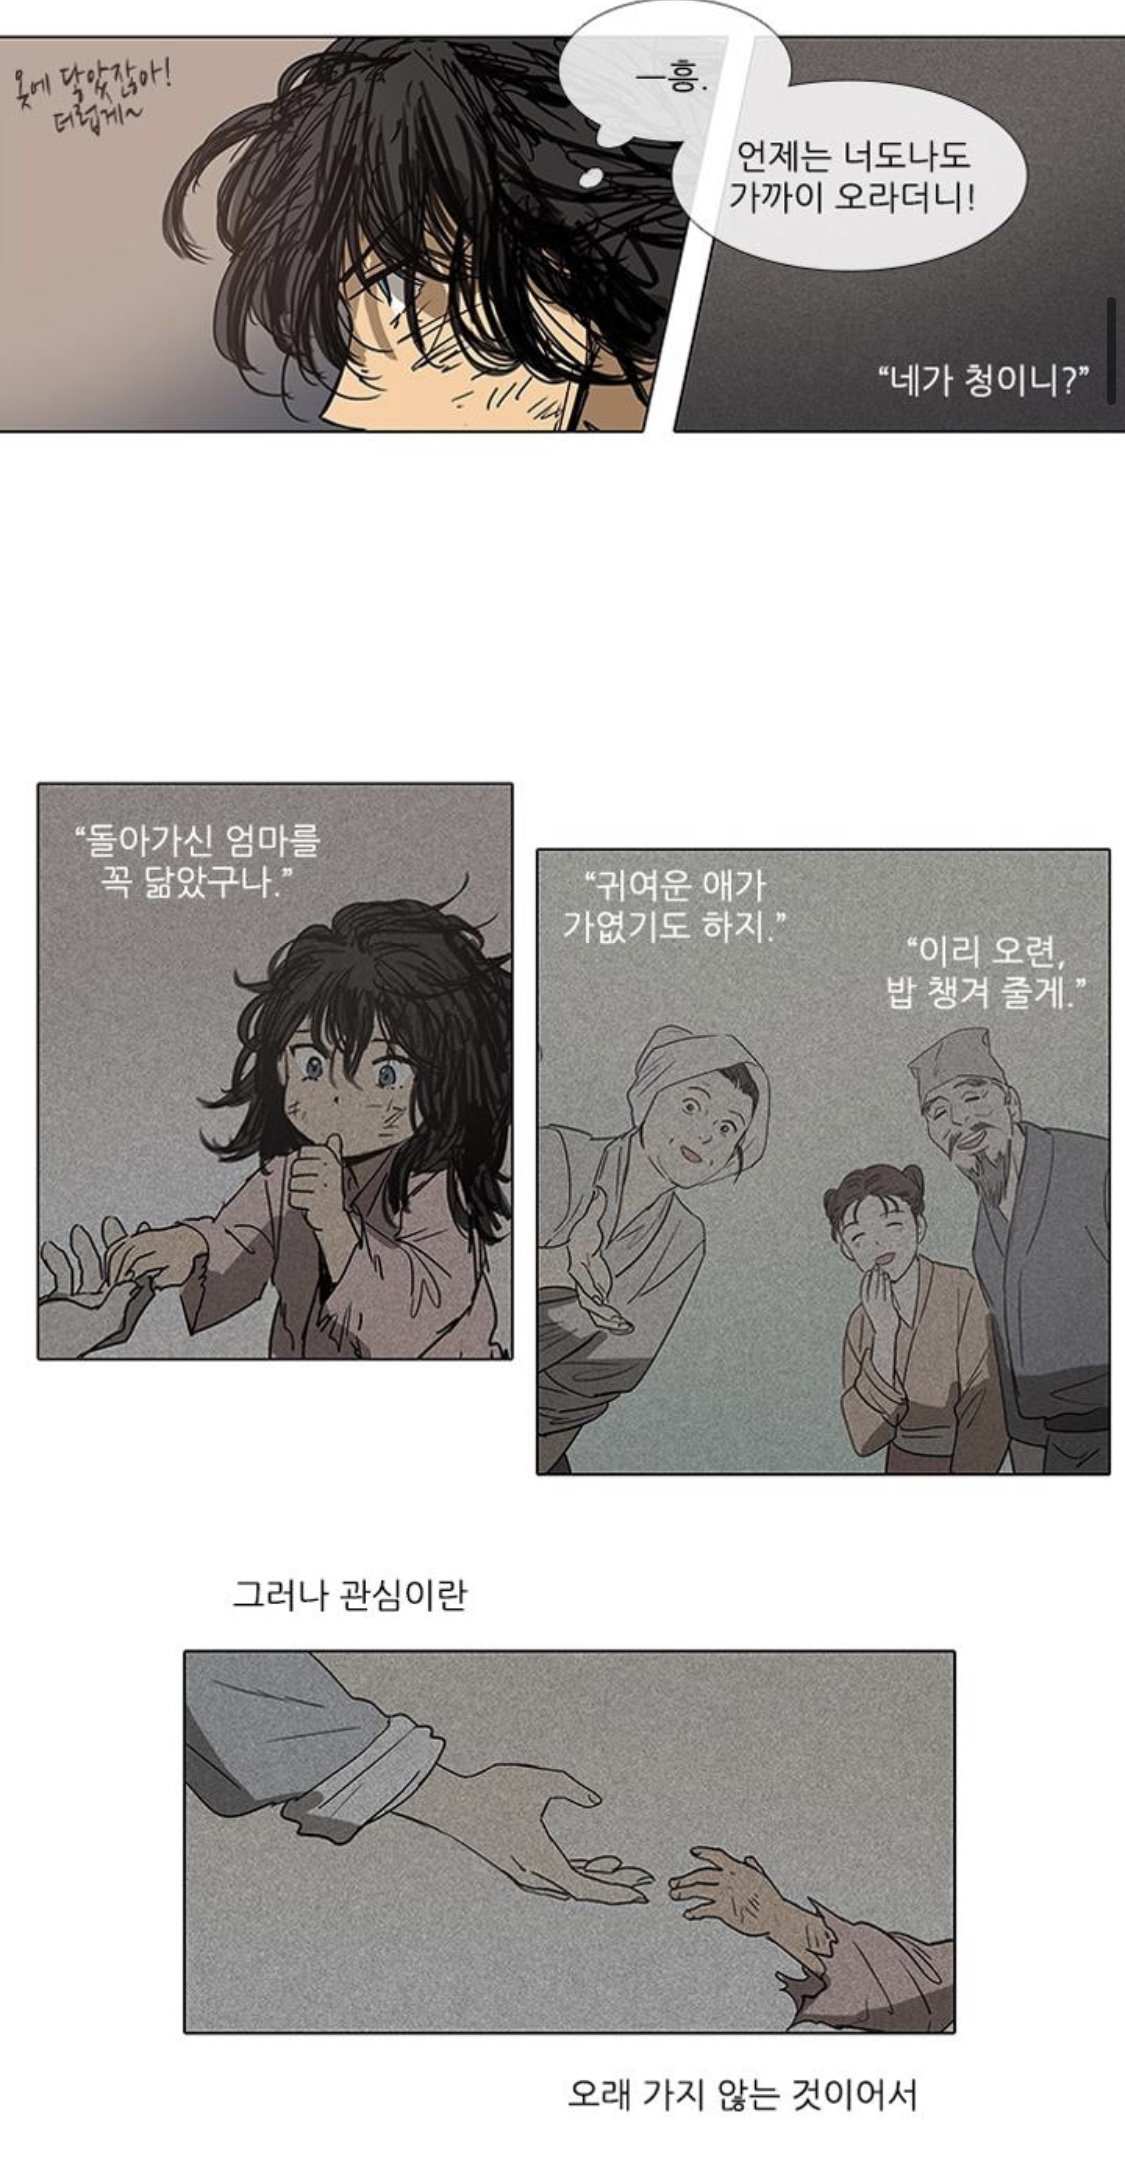 옷에 닿았잖아!
더럽게~
—흥.
언제는 너도나도
가까이 오라더니!
“네가 청이니?”
“돌아가신 엄마를
꼭 닮았구나.”
“귀여운 애가
가엾기도 하지.”
“이리 오련,
밥 챙겨 줄게.”
그러나 관심이란
오래 가지 않는 것이어서